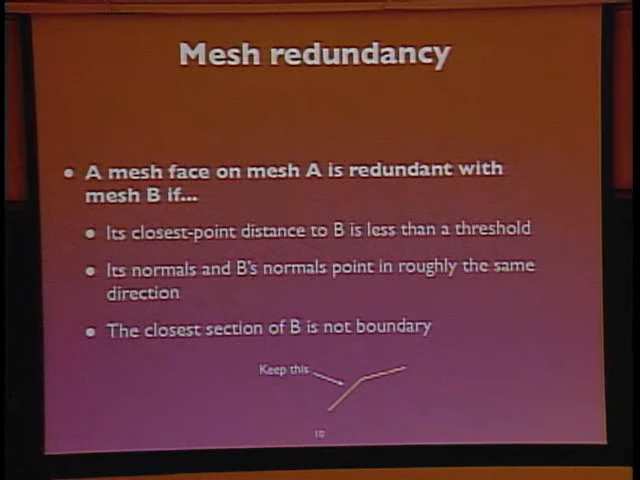 Mesh redundancy
• A mesh face on mesh A is redundant with
mesh B if...
• Its closest-point distance to B is less than a threshold
• Its normals and B's normals point in roughly the same
direction
• The closest section of B is not boundary
Keep this
10